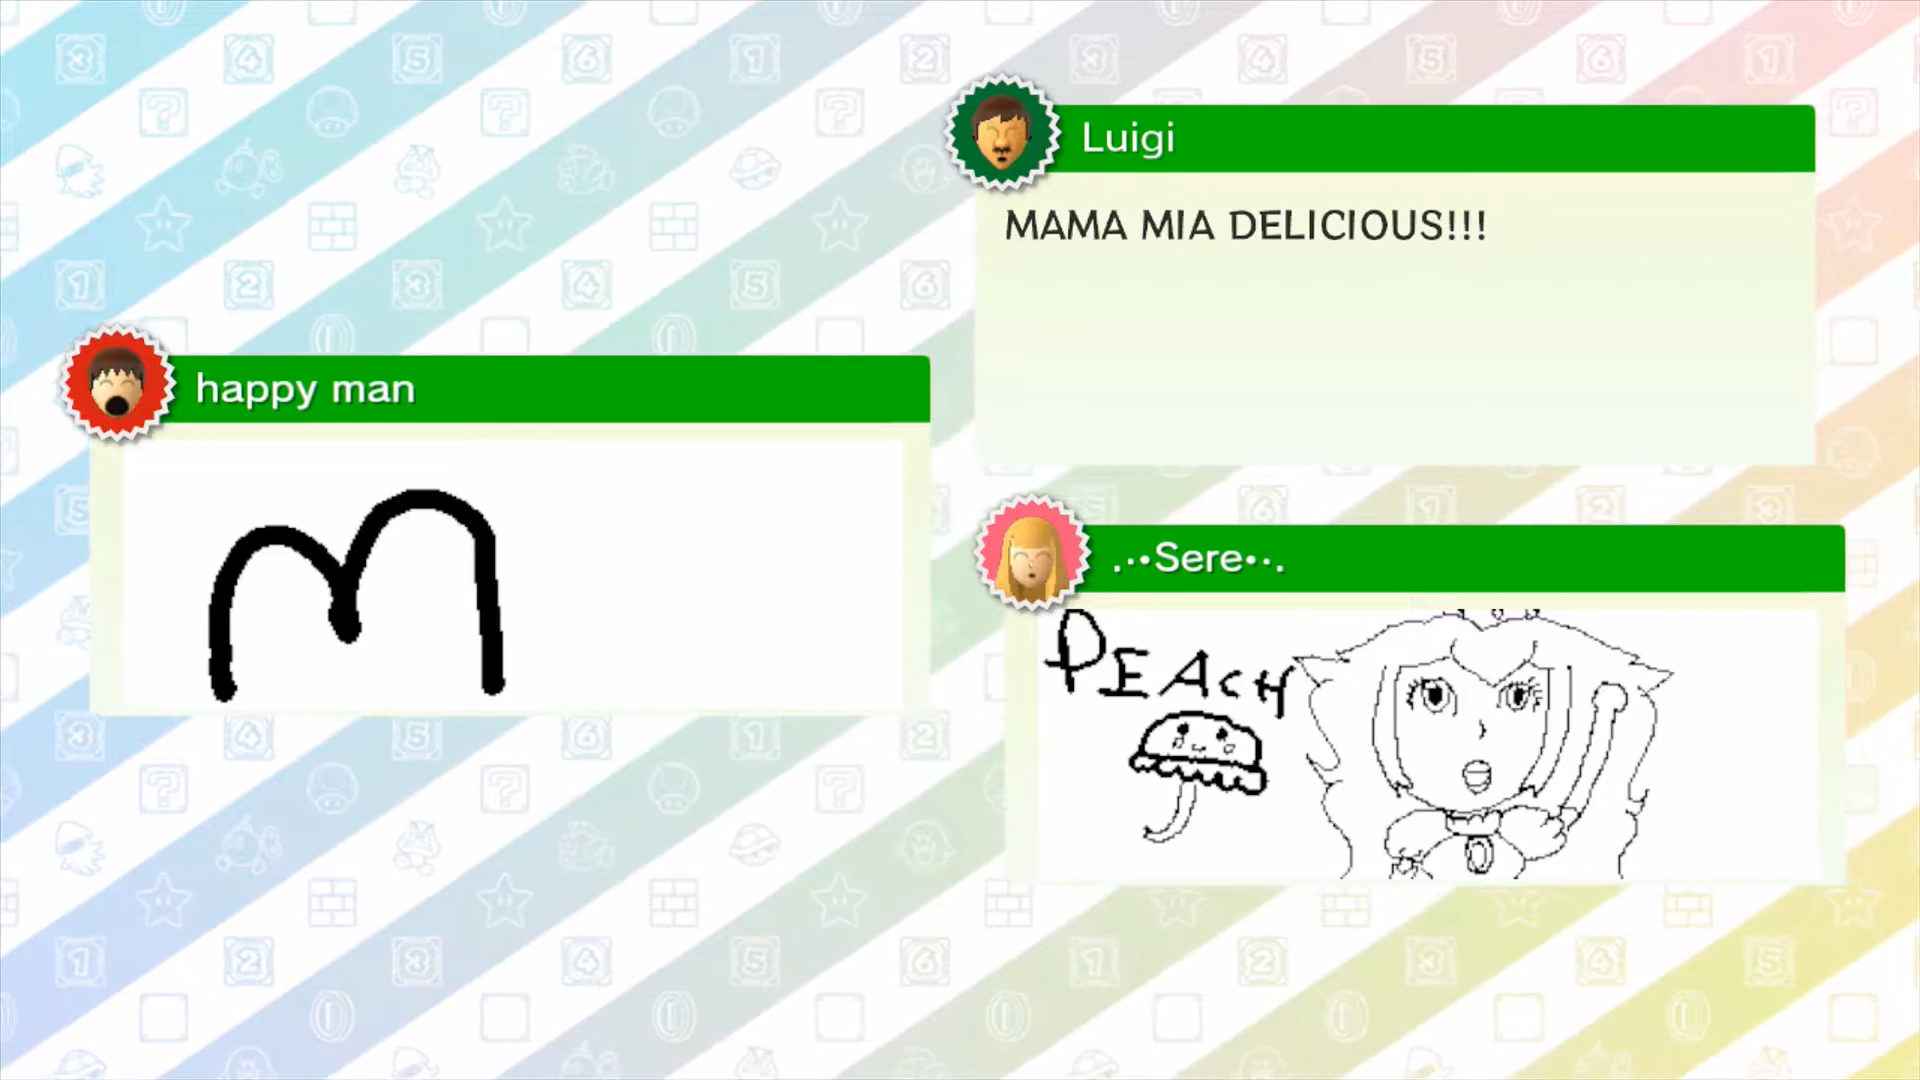 Luigi
MAMA MIA DELICIOUS!!!
happy man
m
.··Sere··.
PEACH